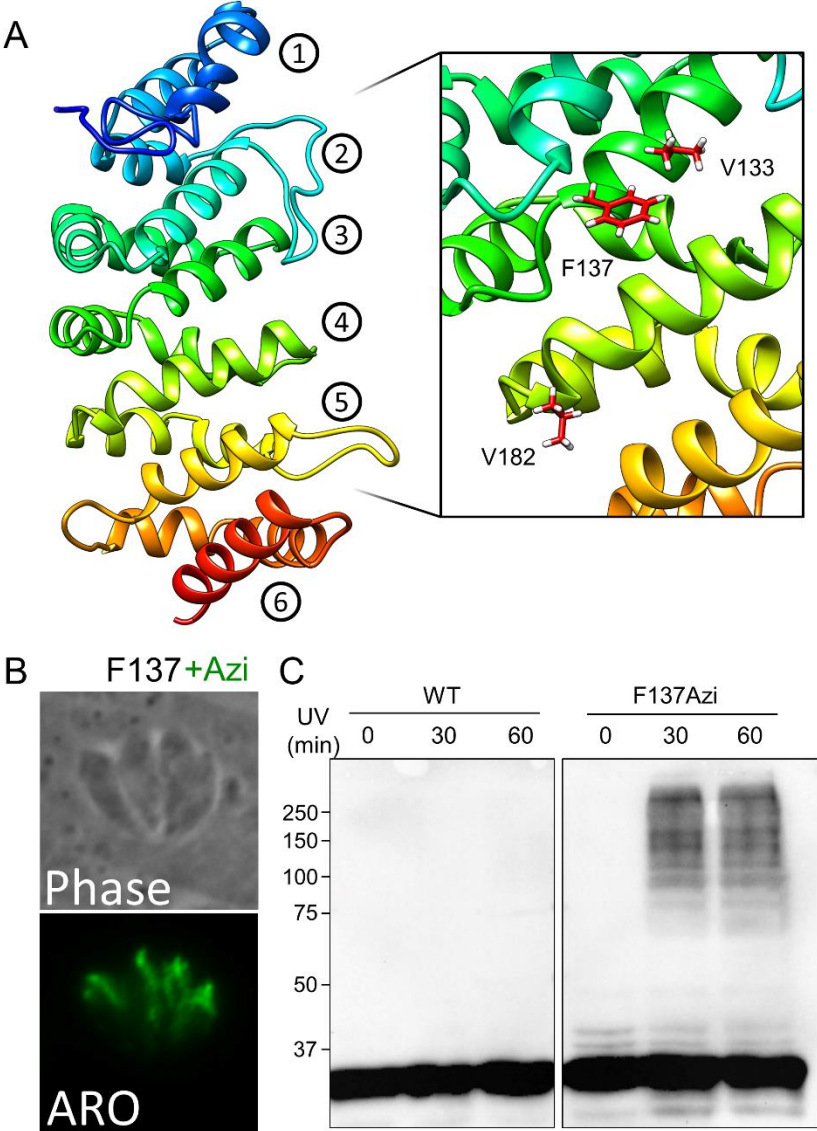 A
①
②
③
④
⑤
⑥
V133
F137
V182
B
F137+Azi
Phase
ARO
C
WT
F137Azi
UV
(min)
0 30 60
0 30 60
250
150
100
75
50
37